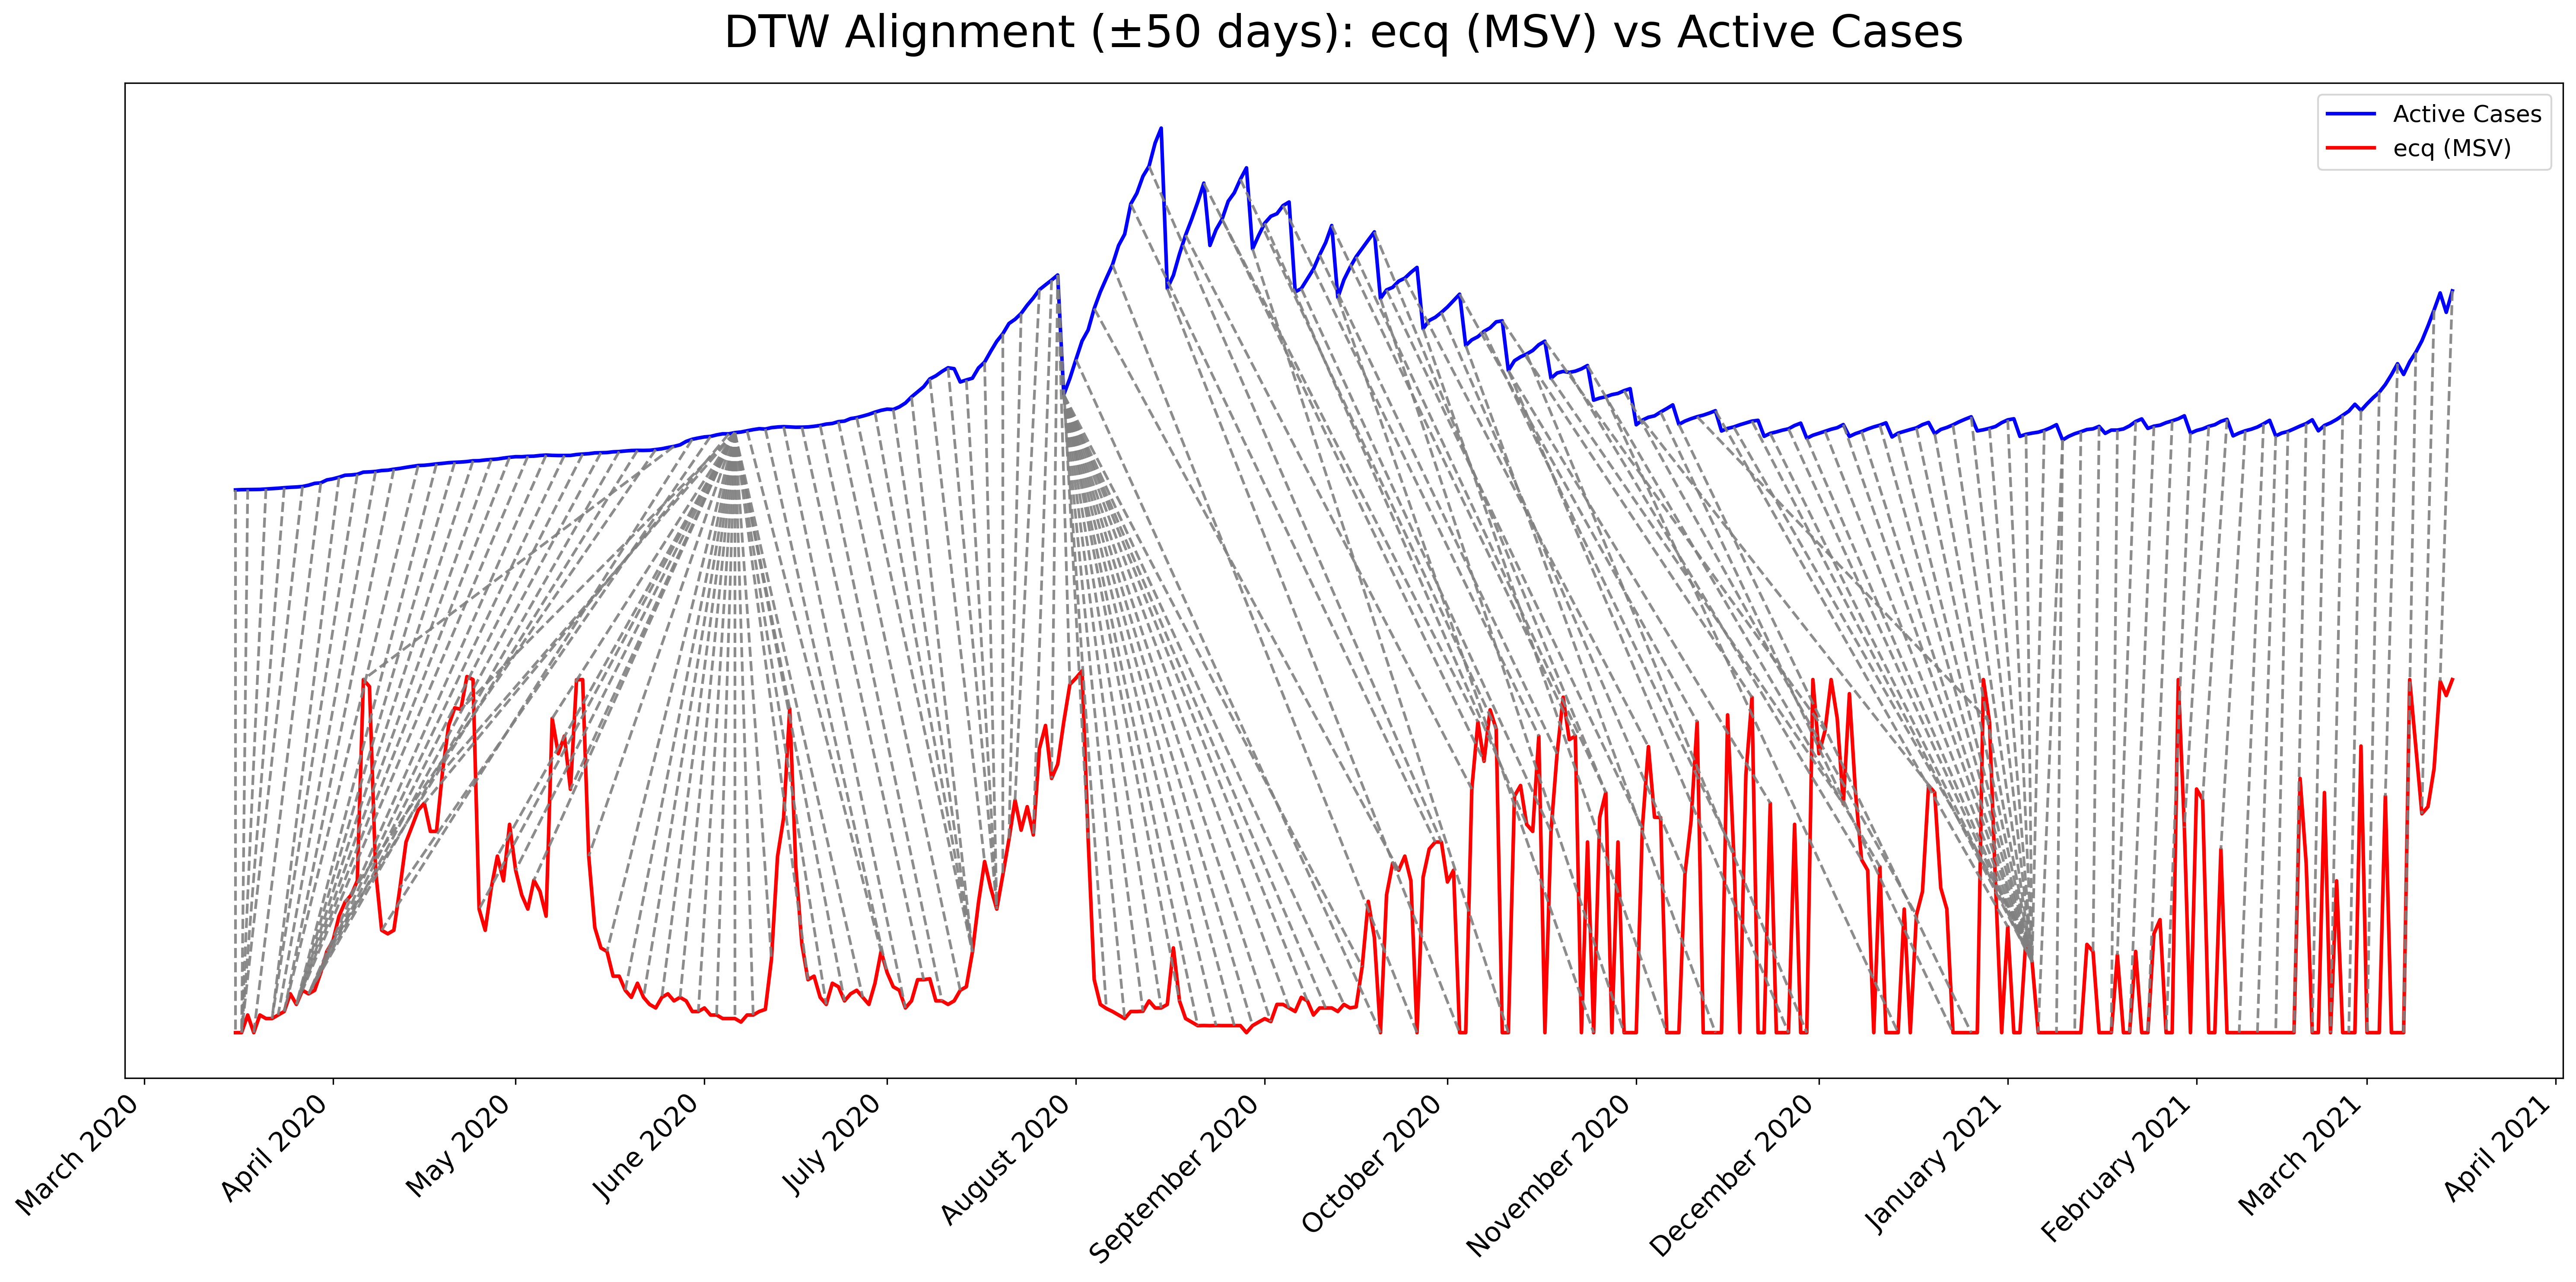 DTW Alignment (±50 days): ecq (MSV) vs Active Cases
Active Cases
ecq (MSV)
March 2020
April 2020
May 2020
June 2020
July 2020
August 2020
September 2020
October 2020
November 2020
December 2020
January 2021
February 2021
March 2021
April 2021